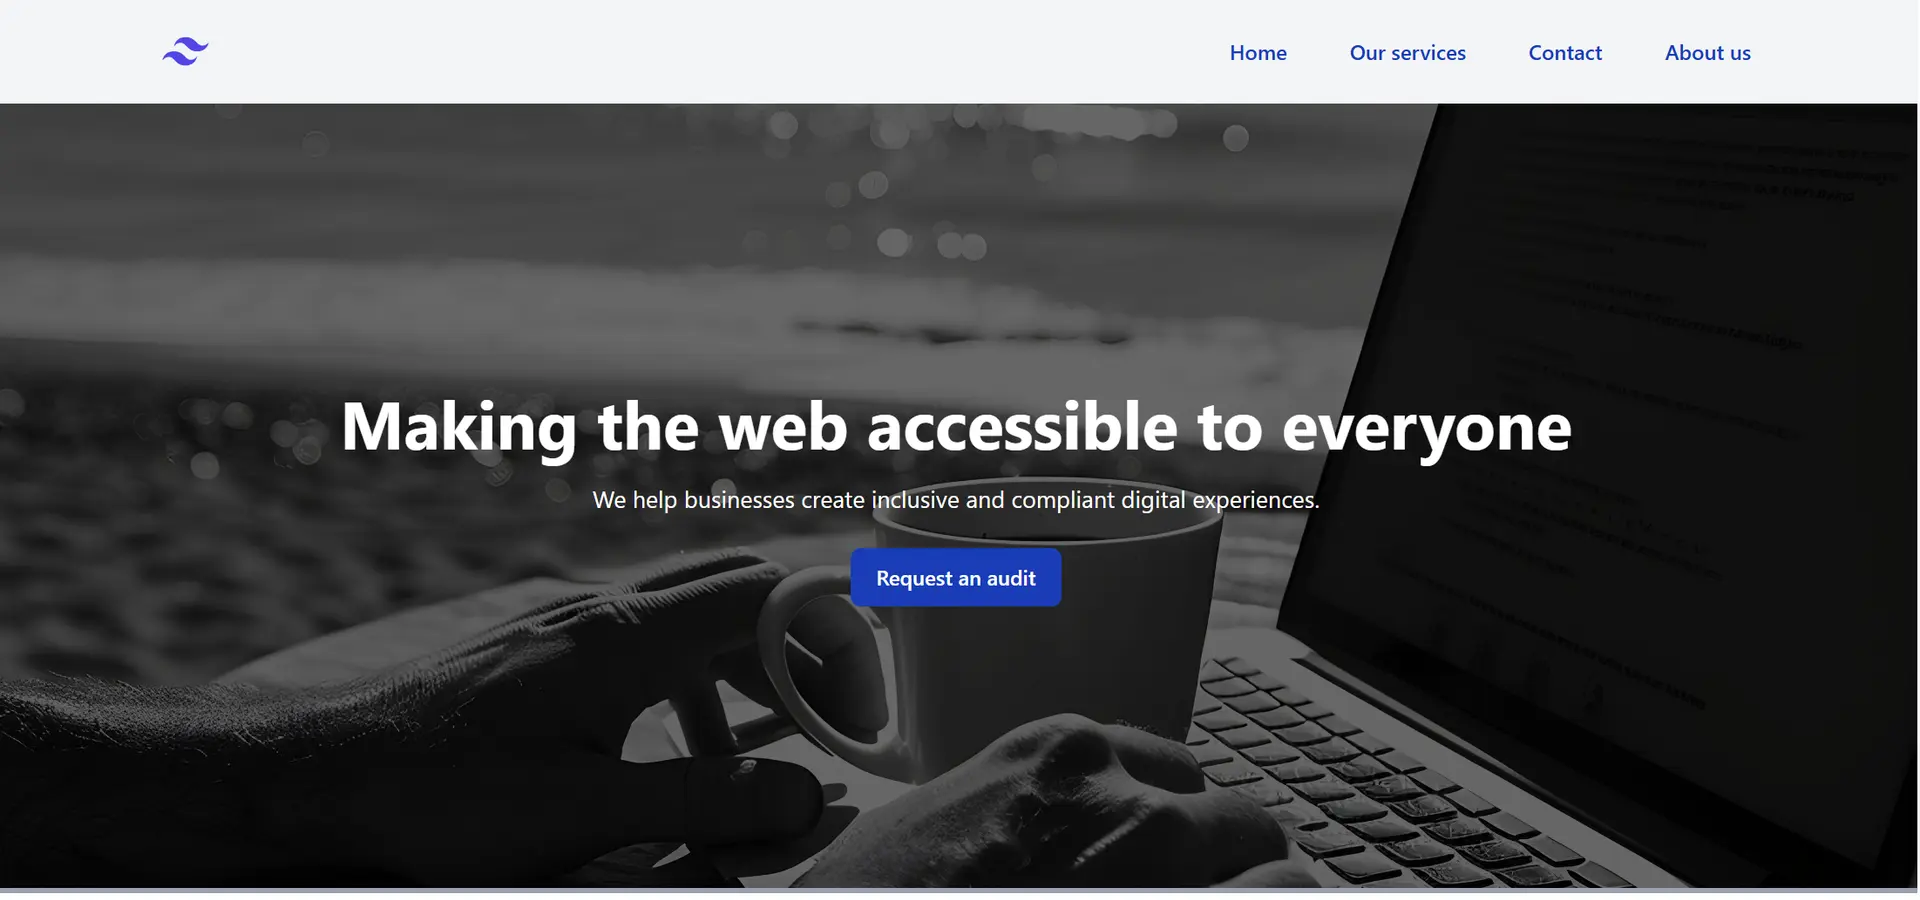 Home
Our services
Contact
About us
Making the web accessible to everyone
We help businesses create inclusive and compliant digital experiences.
Request an audit